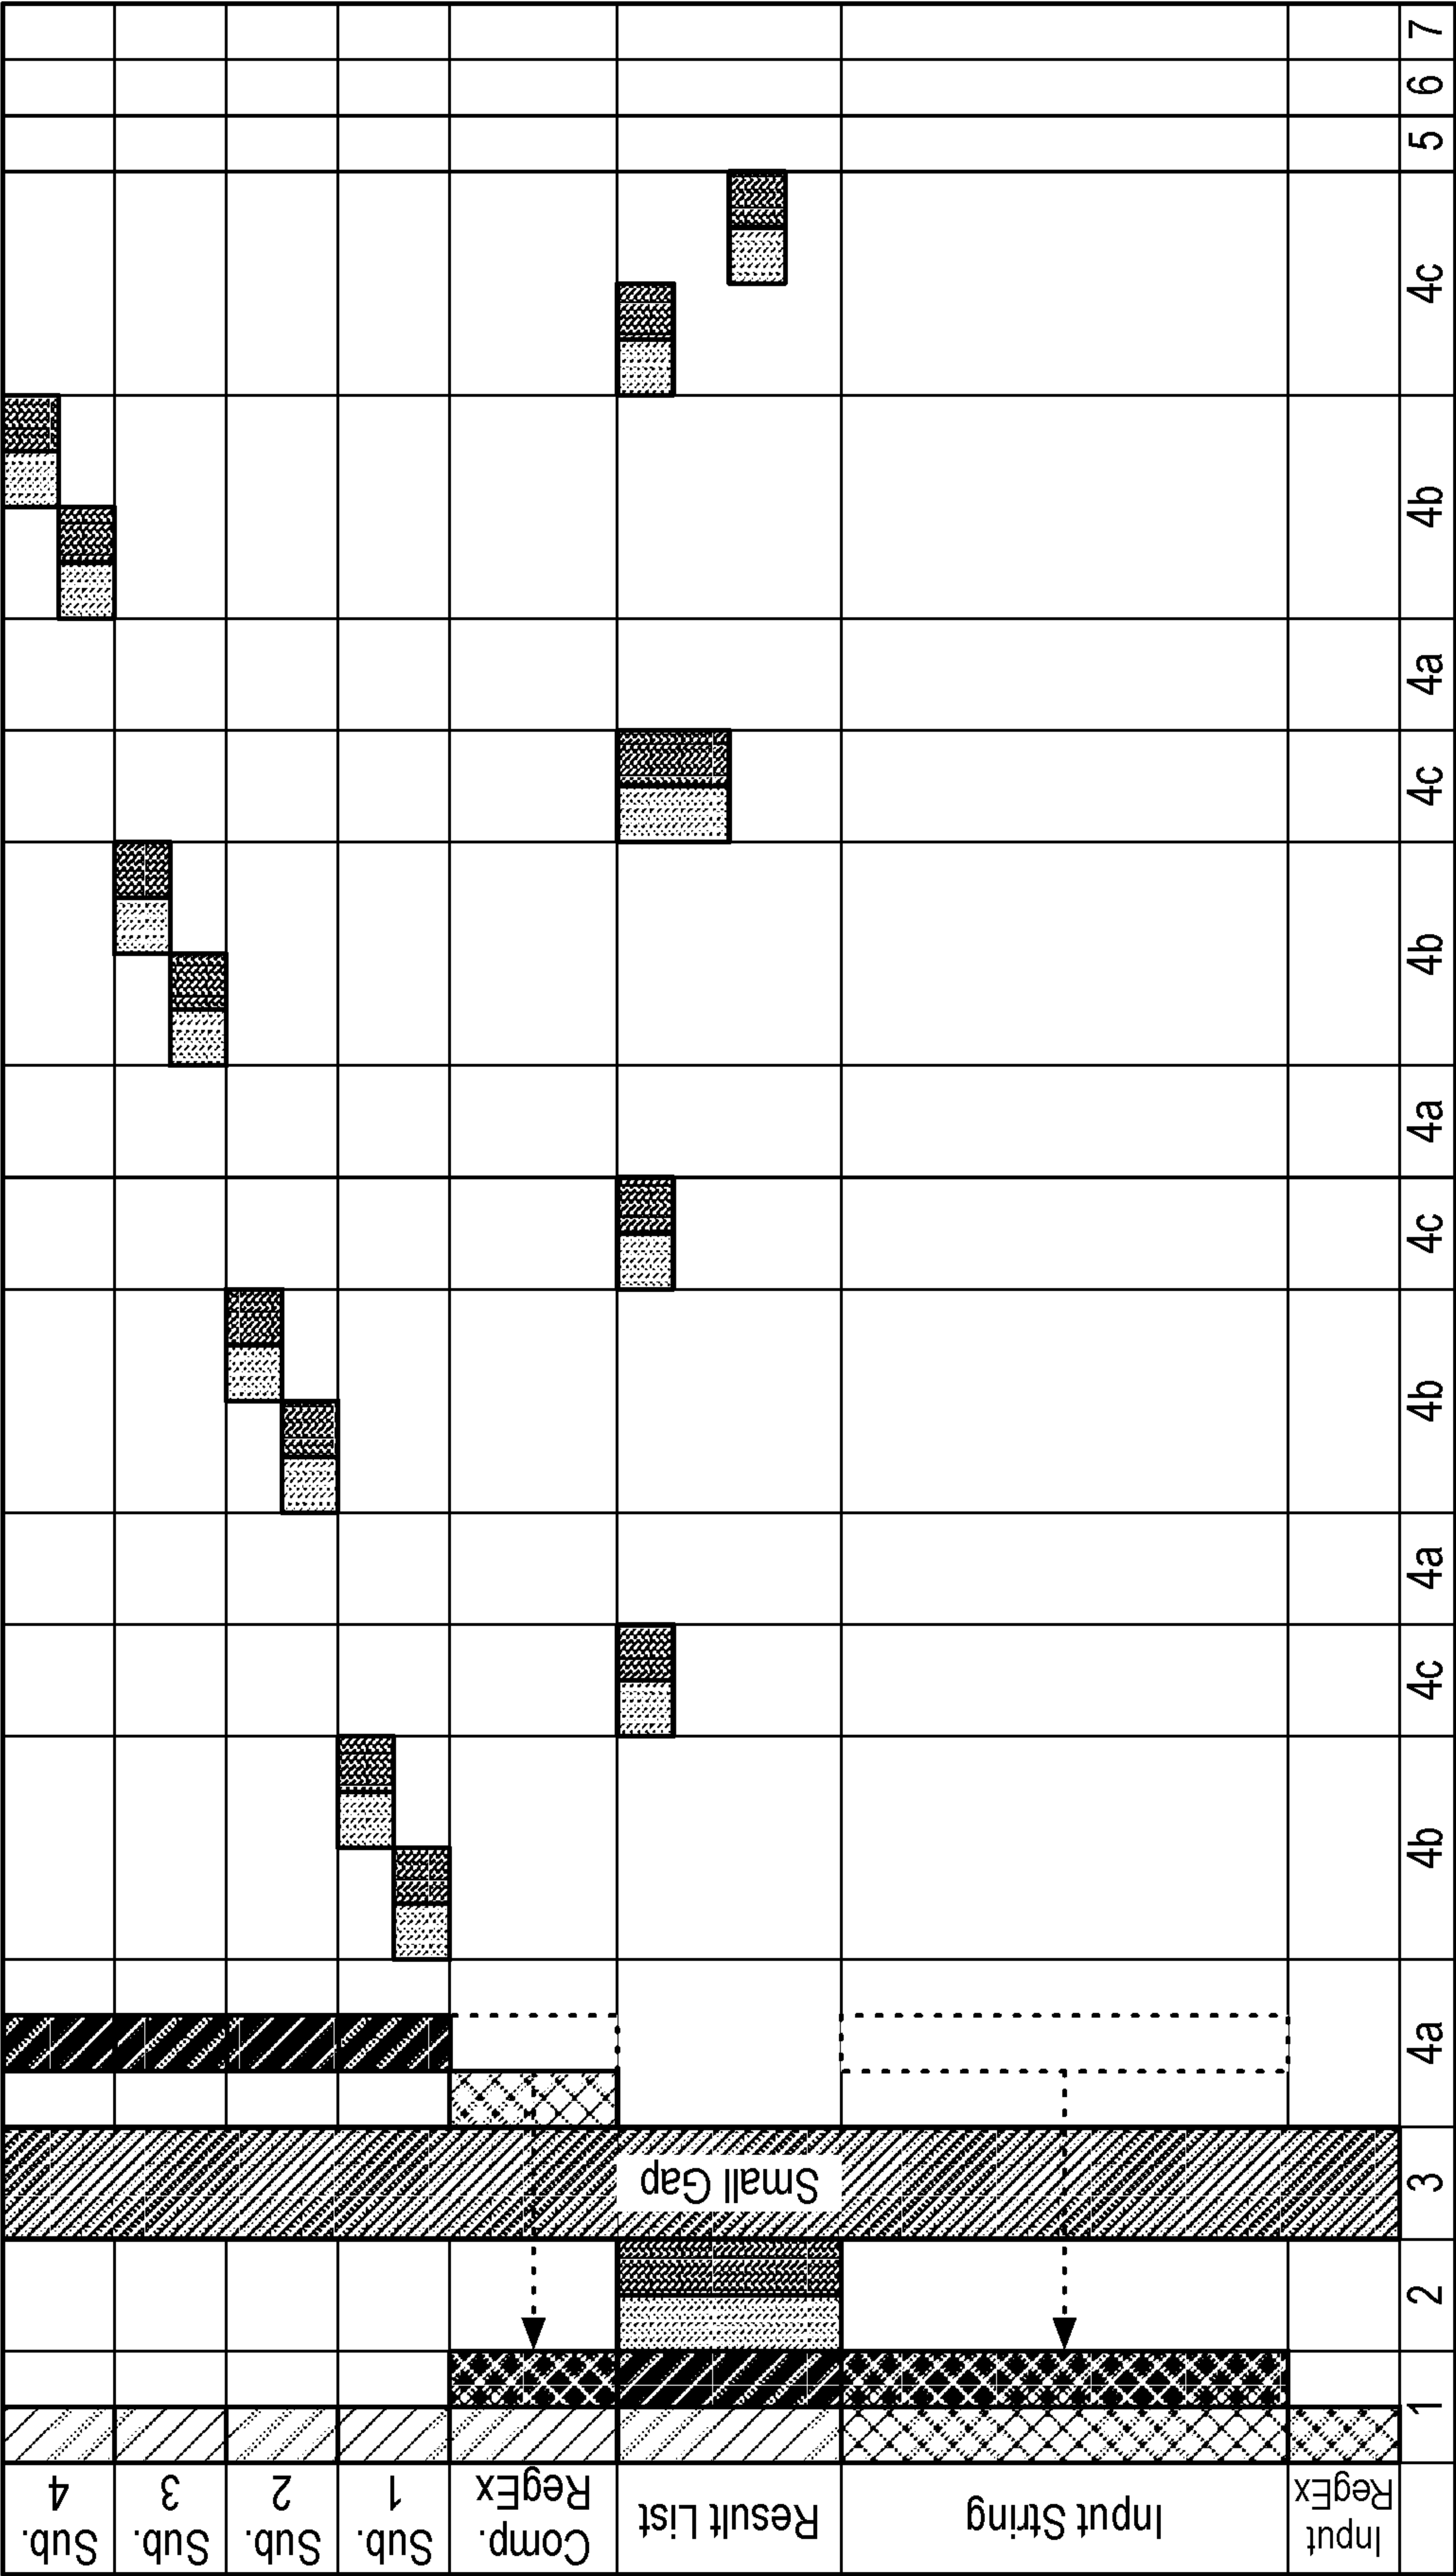 Input
RegEx
Input String
Result List
Comp.
RegEx
Sub.
1
Sub.
2
Sub.
3
Sub.
4
Small Gap
1
2
3
4a
4b
4c
4a
4b
4c
4a
4b
4c
4a
4b
4c
5
6
7